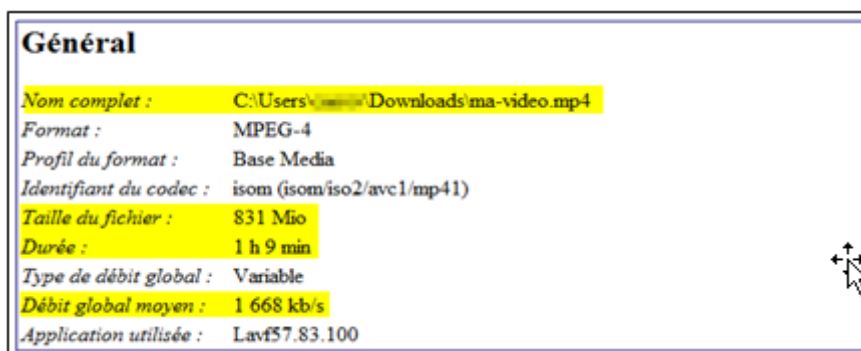 Général
Nom complet : C:\Users\ \Downloads\ma-video.mp4
Format : MPEG-4
Profil du format : Base Media
Identifiant du codec : isom (isom/iso2/avc1/mp41)
Taille du fichier : 831 Mio
Durée : 1 h 9 min
Type de débit global : Variable
Débit global moyen : 1 668 kb/s
Application utilisée : Lavf57.83.100